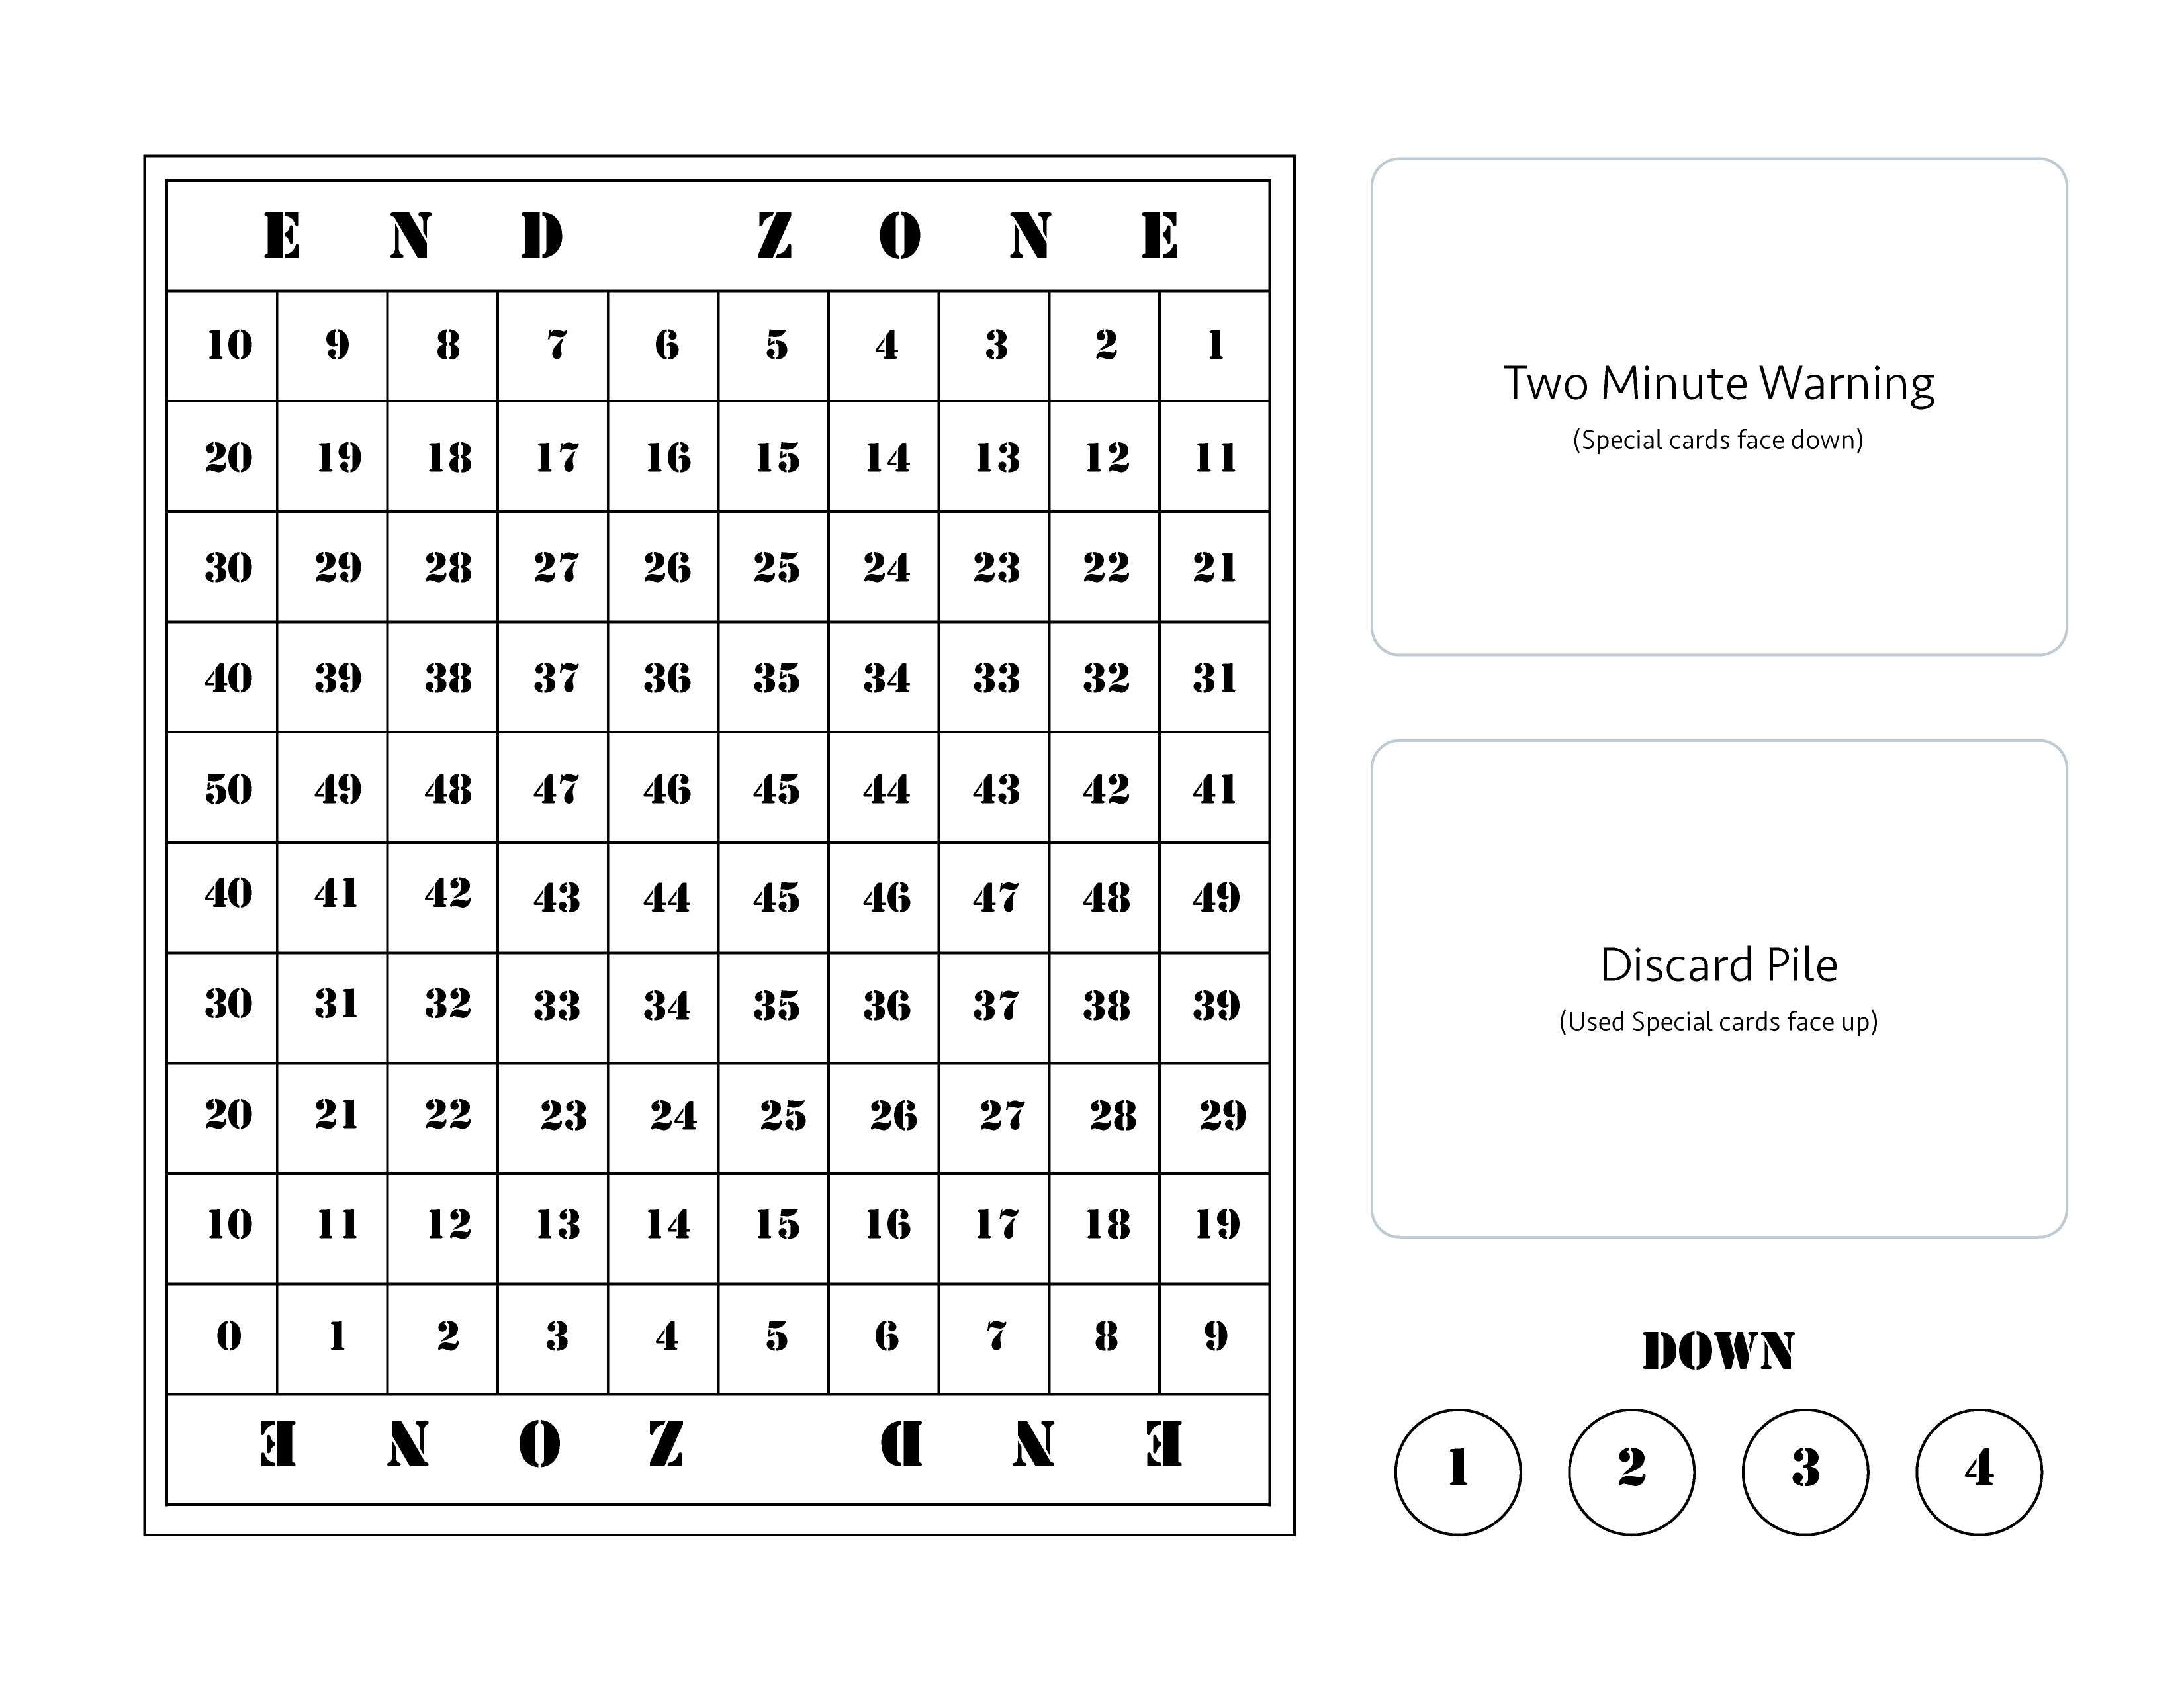 END ZONE
10 9 8 7 6 5 4 3 2 1
20 19 18 17 16 15 14 13 12 11
30 29 28 27 26 25 24 23 22 21
40 39 38 37 36 35 34 33 32 31
50 49 48 47 46 45 44 43 42 41
40 41 42 43 44 45 46 47 48 49
30 31 32 33 34 35 36 37 38 39
20 21 22 23 24 25 26 27 28 29
10 11 12 13 14 15 16 17 18 19
0 1 2 3 4 5 6 7 8 9
END ZONE
Two Minute Warning
(Special cards face down)
Discard Pile
(Used Special cards face up)
DOWN
1 2 3 4